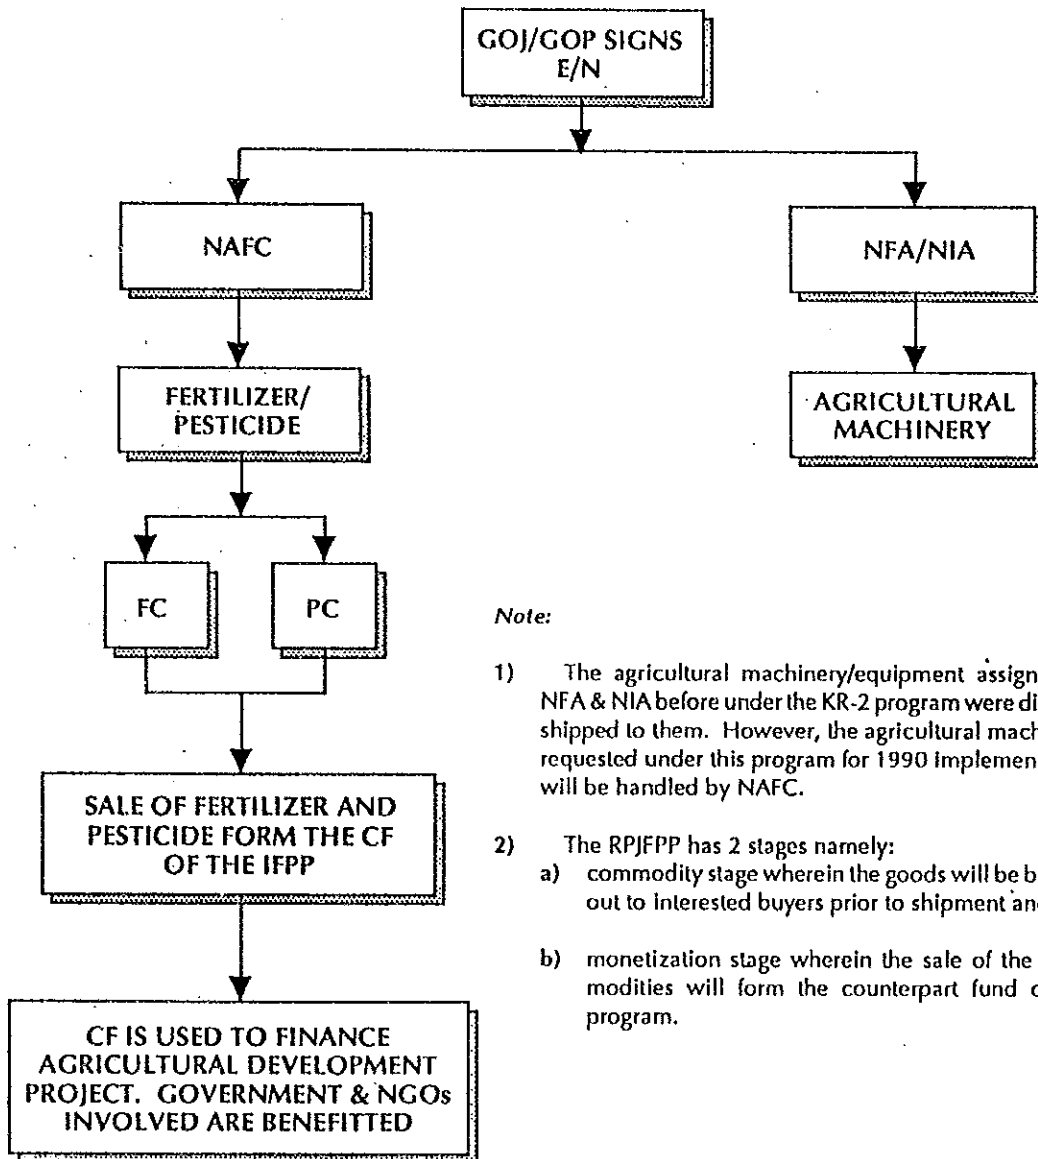 GOJ/GOP SIGNS
E/N
NAFC
NFA/NIA
FERTILIZER/
PESTICIDE
AGRICULTURAL
MACHINERY
FC
PC
SALE OF FERTILIZER AND
PESTICIDE FORM THE CF
OF THE IFPP
CF IS USED TO FINANCE
AGRICULTURAL DEVELOPMENT
PROJECT. GOVERNMENT & NGOs
INVOLVED ARE BENEFITTED
Note:
1) The agricultural machinery/equipment assign
NFA & NIA before under the KR-2 program were di
shipped to them. However, the agricultural mach
requested under this program for 1990 implemen
will be handled by NAFC.
2) The RPJFPP has 2 stages namely:
a) commodity stage wherein the goods will be b
out to interested buyers prior to shipment an
b) monetization stage wherein the sale of the
modities will form the counterpart fund o
program.